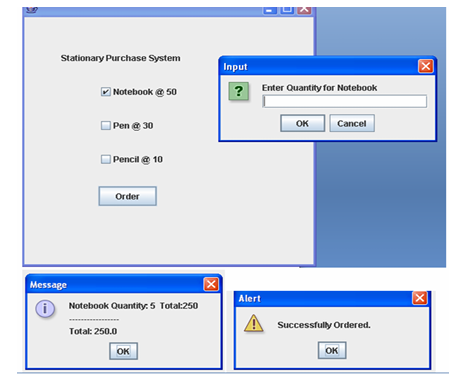 Stationary Purchase System
Notebook @ 50
Pen @ 30
Pencil @ 10
Order
Input
?
Enter Quantity for Notebook
OK
Cancel
Message
i
Notebook Quantity: 5 Total:250
-----------------
Total: 250.0
OK
Alert
!
Successfully Ordered.
OK